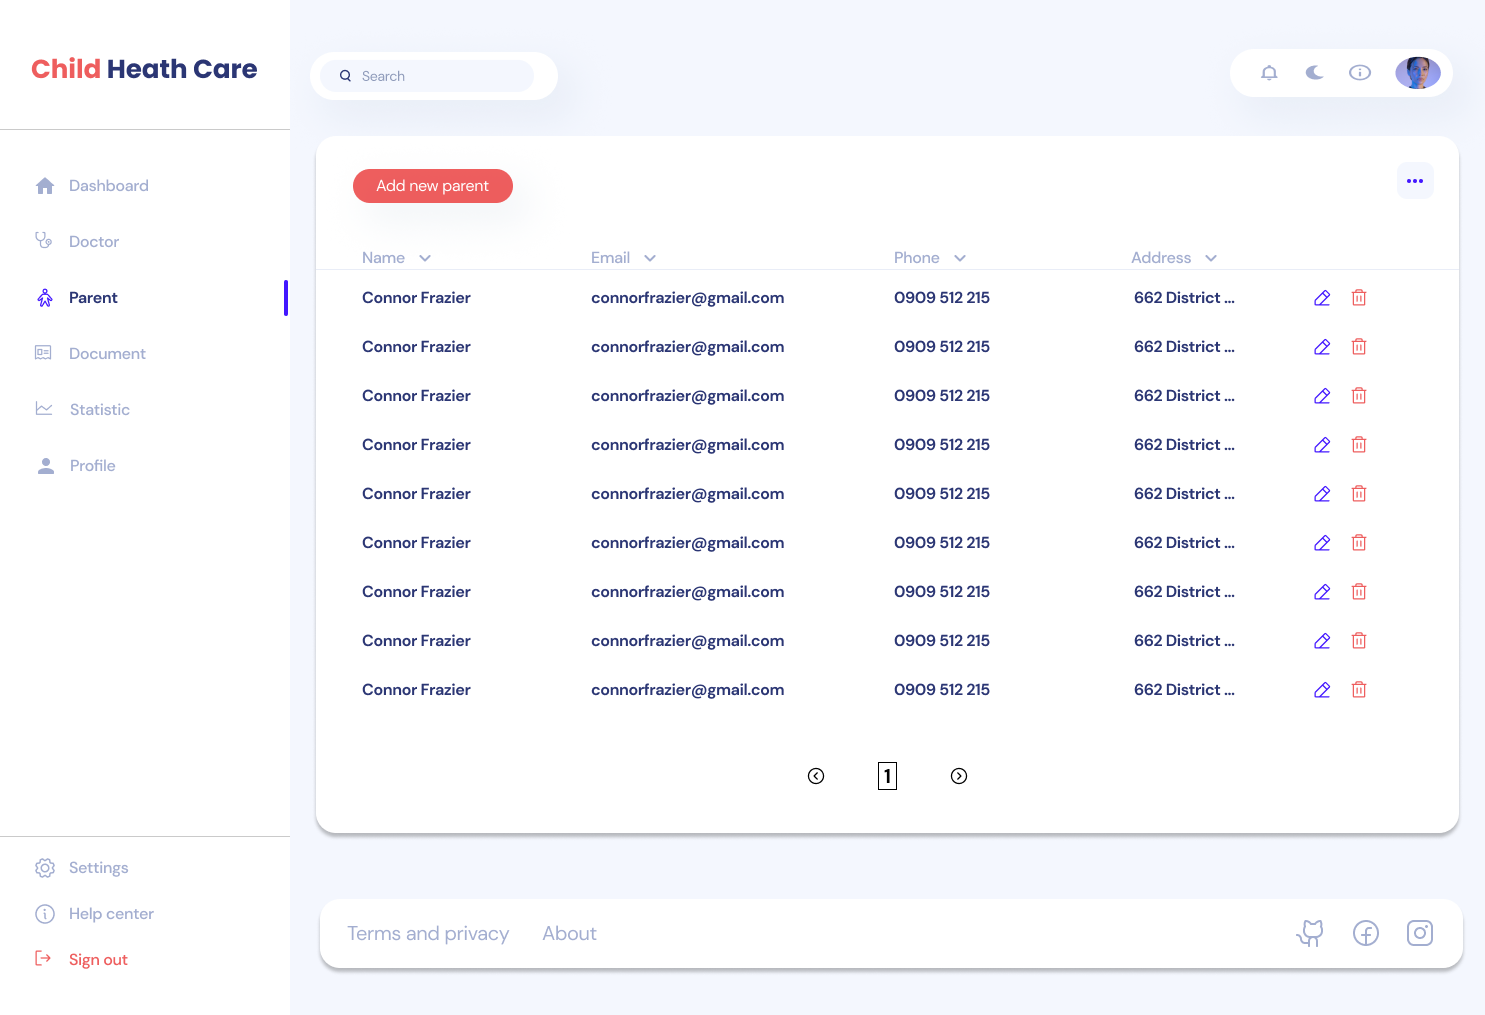 Child Heath Care
Search
Dashboard
Doctor
Parent
Document
Statistic
Profile
Settings
Help center
Sign out
Add new parent
Name Email Phone Address
Connor Frazier connorfrazier@gmail.com 0909 512 215 662 District ...
Connor Frazier connorfrazier@gmail.com 0909 512 215 662 District ...
Connor Frazier connorfrazier@gmail.com 0909 512 215 662 District ...
Connor Frazier connorfrazier@gmail.com 0909 512 215 662 District ...
Connor Frazier connorfrazier@gmail.com 0909 512 215 662 District ...
Connor Frazier connorfrazier@gmail.com 0909 512 215 662 District ...
Connor Frazier connorfrazier@gmail.com 0909 512 215 662 District ...
Connor Frazier connorfrazier@gmail.com 0909 512 215 662 District ...
Connor Frazier connorfrazier@gmail.com 0909 512 215 662 District ...
1
Terms and privacy About